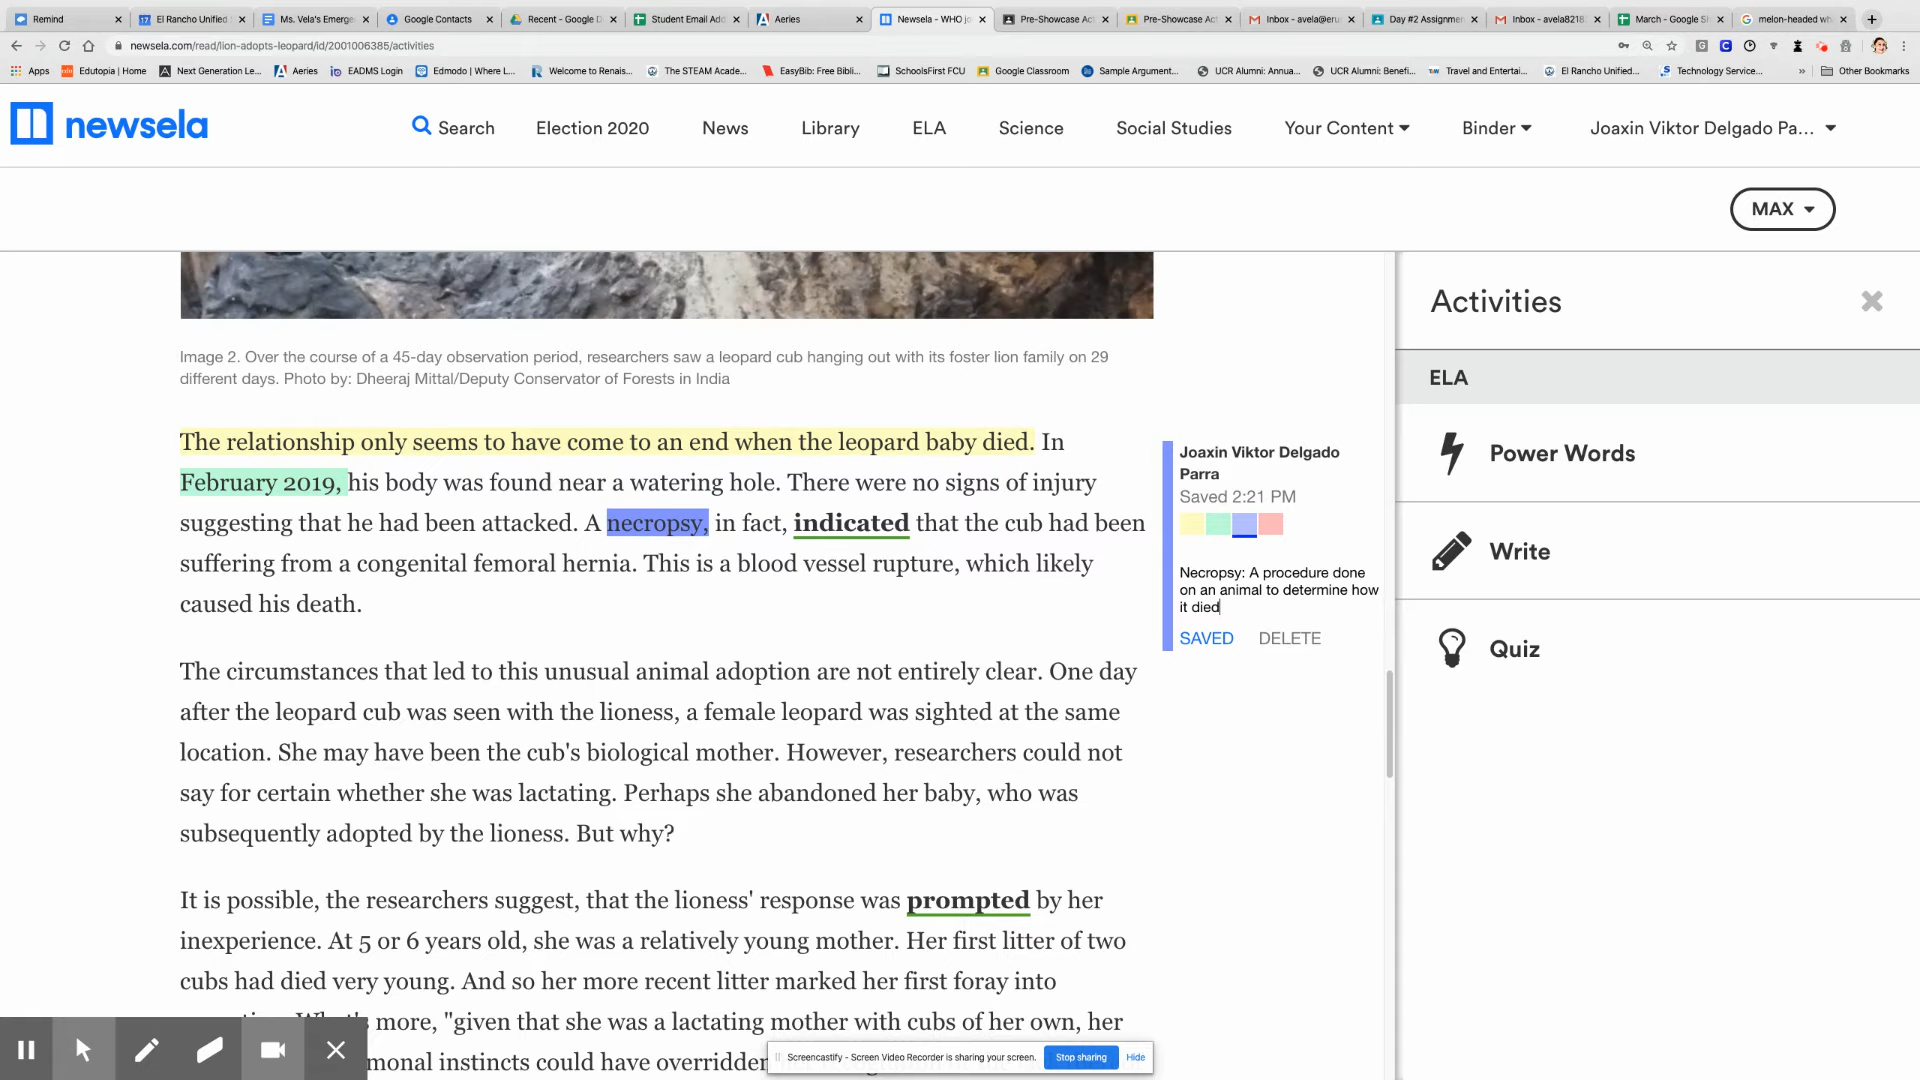 Remind
El Rancho Unified
Ms. Vela's Emerge
Google Contacts
Recent - Google D
Student Email Add
Aeries
Newsela - WHO jo
Pre-Showcase Act
Pre-Showcase Act
Inbox - avela@erus
Day #2 Assignmen
Inbox - avela8218
March - Google Sl
melon-headed wh
newsela.com/read/lion-adopts-leopard/id/2001006385/activities
Apps
Edutopia | Home
Next Generation Le...
Aeries
EADMS Login
Edmodo | Where L...
Welcome to Renais...
The STEAM Acade...
EasyBib: Free Bibli...
SchoolsFirst FCU
Google Classroom
Sample Argument...
UCR Alumni: Annua...
UCR Alumni: Benefi...
Travel and Entertai...
El Rancho Unified...
Technology Service...
»
Other Bookmarks
newsela
Search
Election 2020
News
Library
ELA
Science
Social Studies
Your Content
Binder
Joaxin Viktor Delgado Pa...
MAX
Image 2. Over the course of a 45-day observation period, researchers saw a leopard cub hanging out with its foster lion family on 29
different days. Photo by: Dheeraj Mittal/Deputy Conservator of Forests in India
The relationship only seems to have come to an end when the leopard baby died. In
February 2019, his body was found near a watering hole. There were no signs of injury
suggesting that he had been attacked. A necropsy, in fact, indicated that the cub had been
suffering from a congenital femoral hernia. This is a blood vessel rupture, which likely
caused his death.
The circumstances that led to this unusual animal adoption are not entirely clear. One day
after the leopard cub was seen with the lioness, a female leopard was sighted at the same
location. She may have been the cub's biological mother. However, researchers could not
say for certain whether she was lactating. Perhaps she abandoned her baby, who was
subsequently adopted by the lioness. But why?
It is possible, the researchers suggest, that the lioness' response was prompted by her
inexperience. At 5 or 6 years old, she was a relatively young mother. Her first litter of two
cubs had died very young. And so her more recent litter marked her first foray into
What's more, "given that she was a lactating mother with cubs of her own, her
monal instincts could have overridden
Joaxin Viktor Delgado
Parra
Saved 2:21 PM
Necropsy: A procedure done
on an animal to determine how
it died
SAVED
DELETE
Activities
ELA
Power Words
Write
Quiz
Screencastify - Screen Video Recorder is sharing your screen.
Stop sharing
Hide